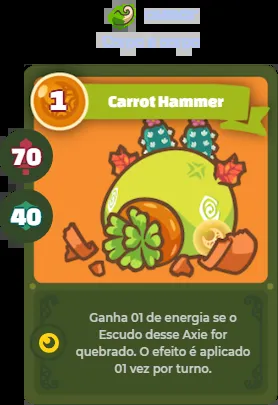 1
Carrot Hammer
70
40
Ganha 01 de energia se o
Escudo desse Axie for
quebrado. O efeito é aplicado
01 vez por turno.